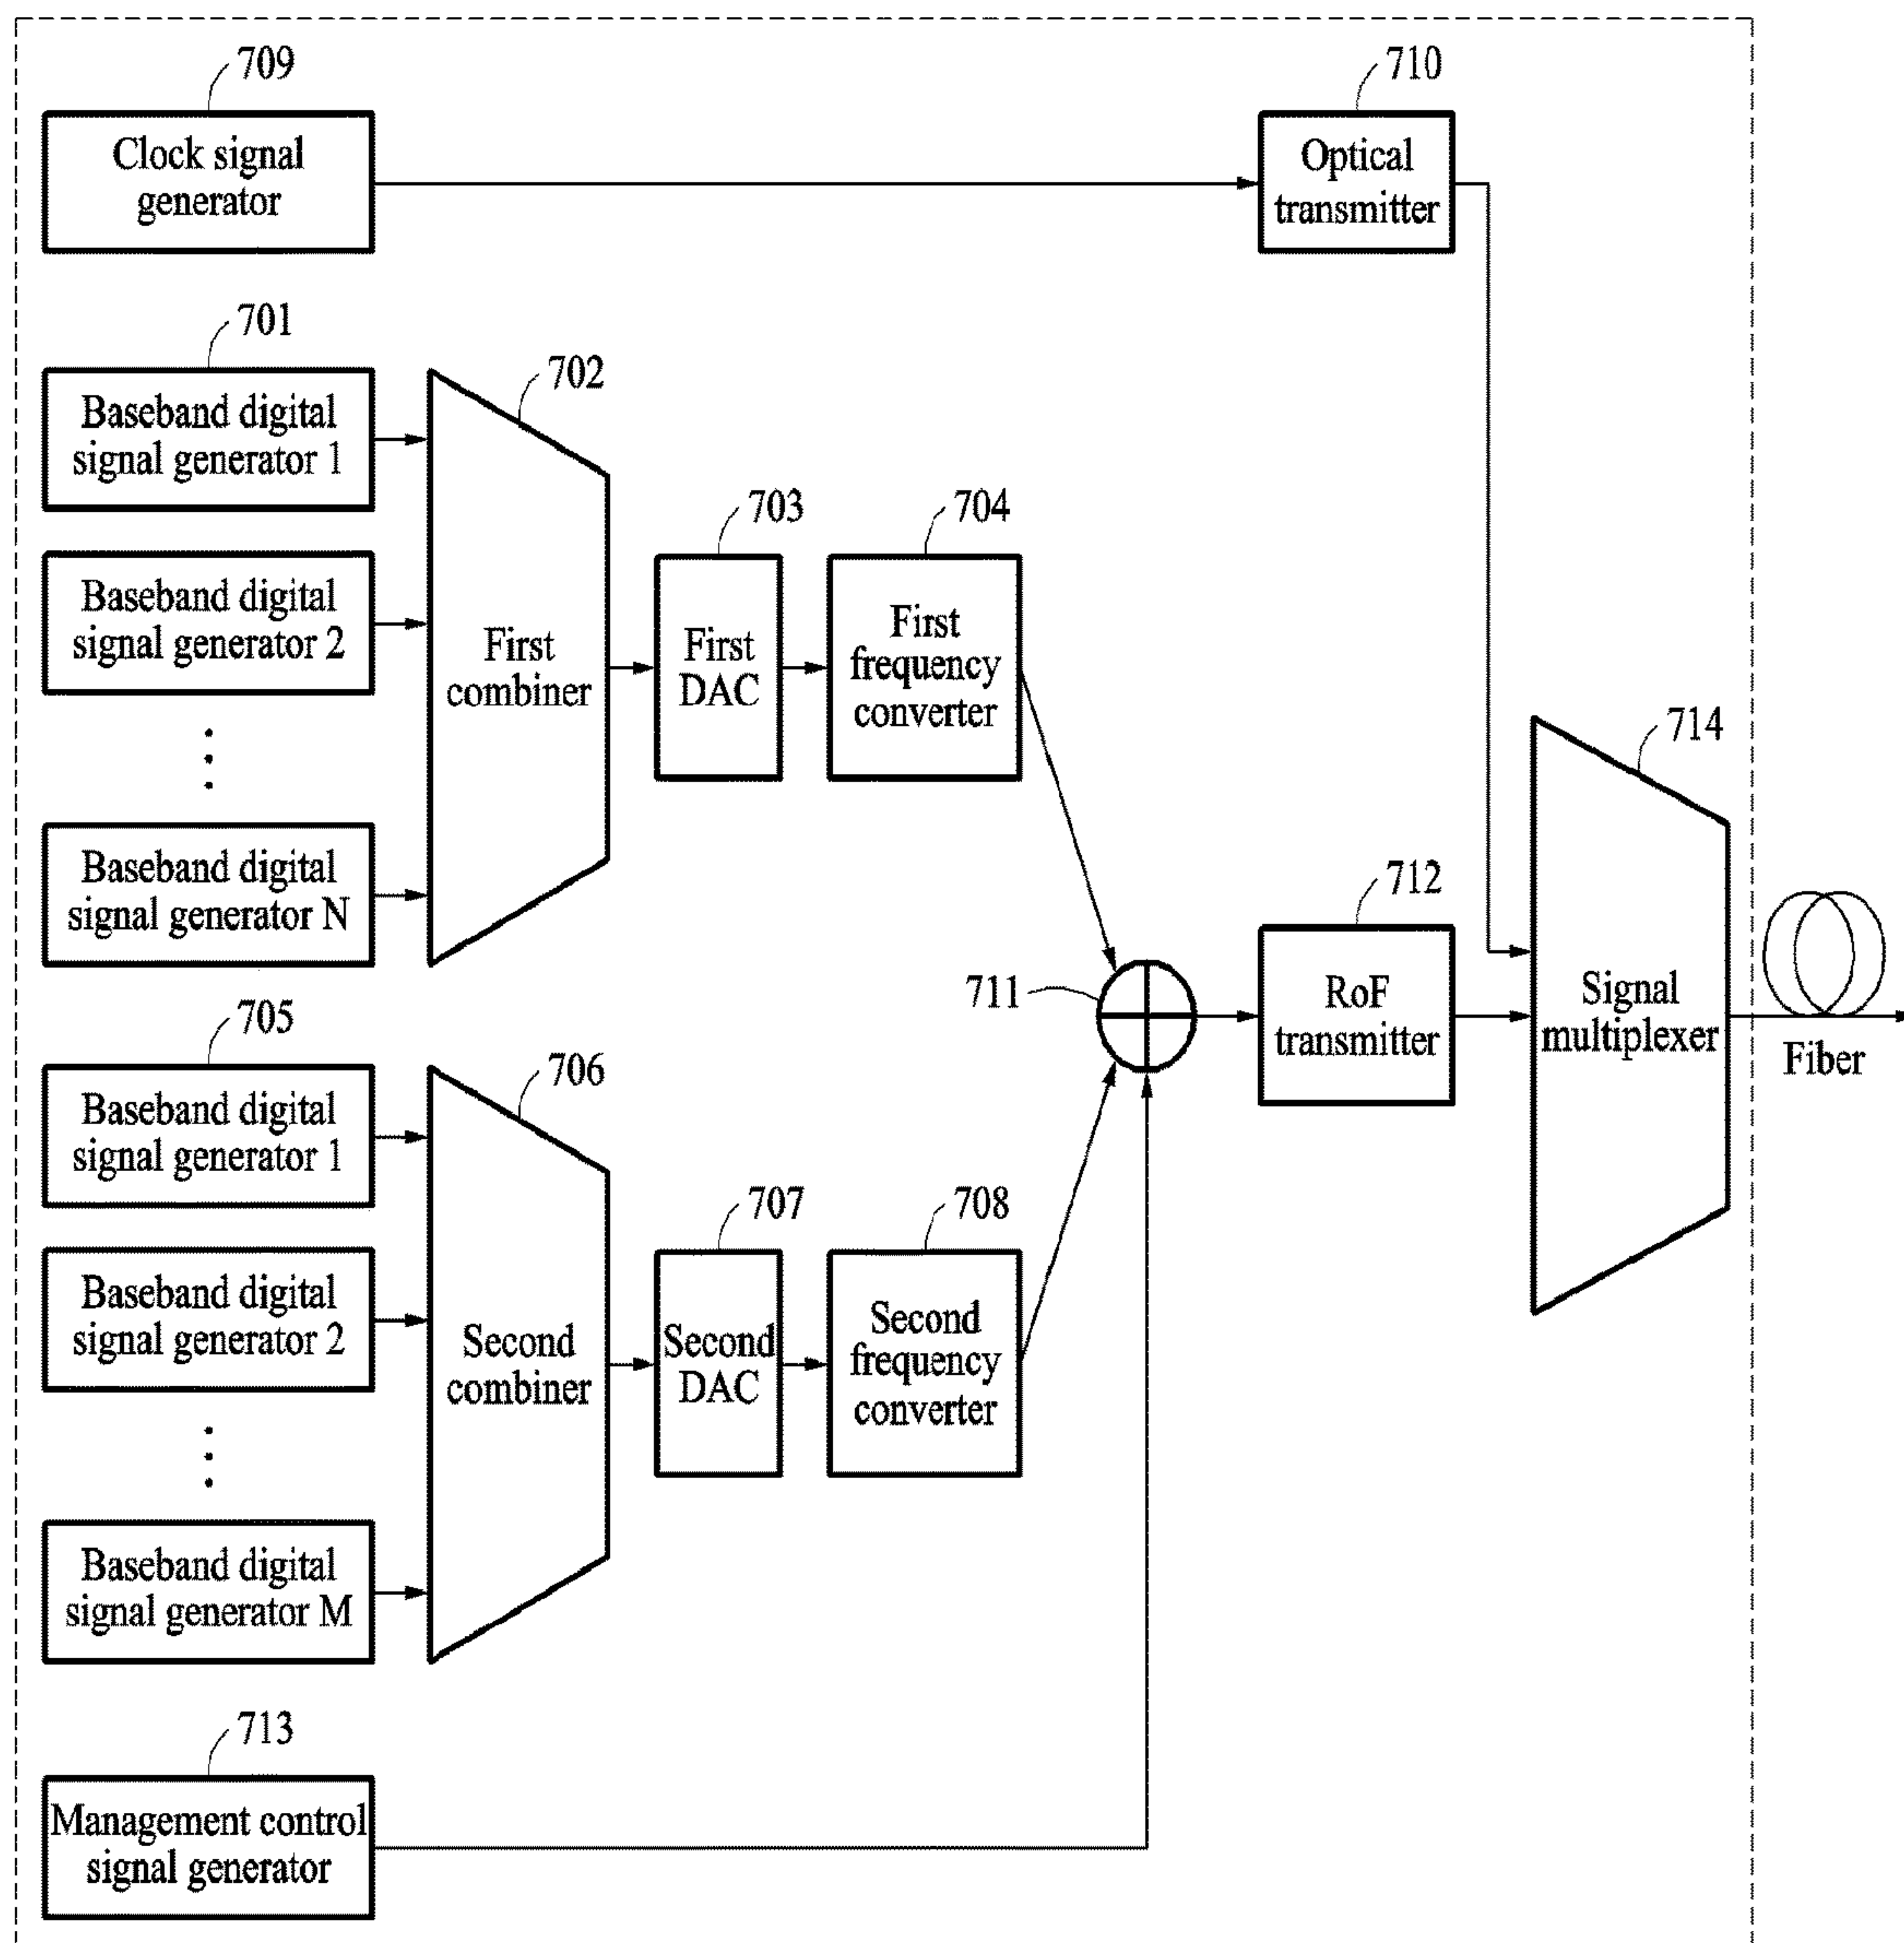 709
Clock signal
generator
710
Optical
transmitter
701
Baseband digital
signal generator 1
Baseband digital
signal generator 2
Baseband digital
signal generator N
702
First
combiner
703
First
DAC
704
First
frequency
converter
705
Baseband digital
signal generator 1
Baseband digital
signal generator 2
Baseband digital
signal generator M
706
Second
combiner
707
Second
DAC
708
Second
frequency
converter
713
Management control
signal generator
711
712
RoF
transmitter
714
Signal
multiplexer
Fiber